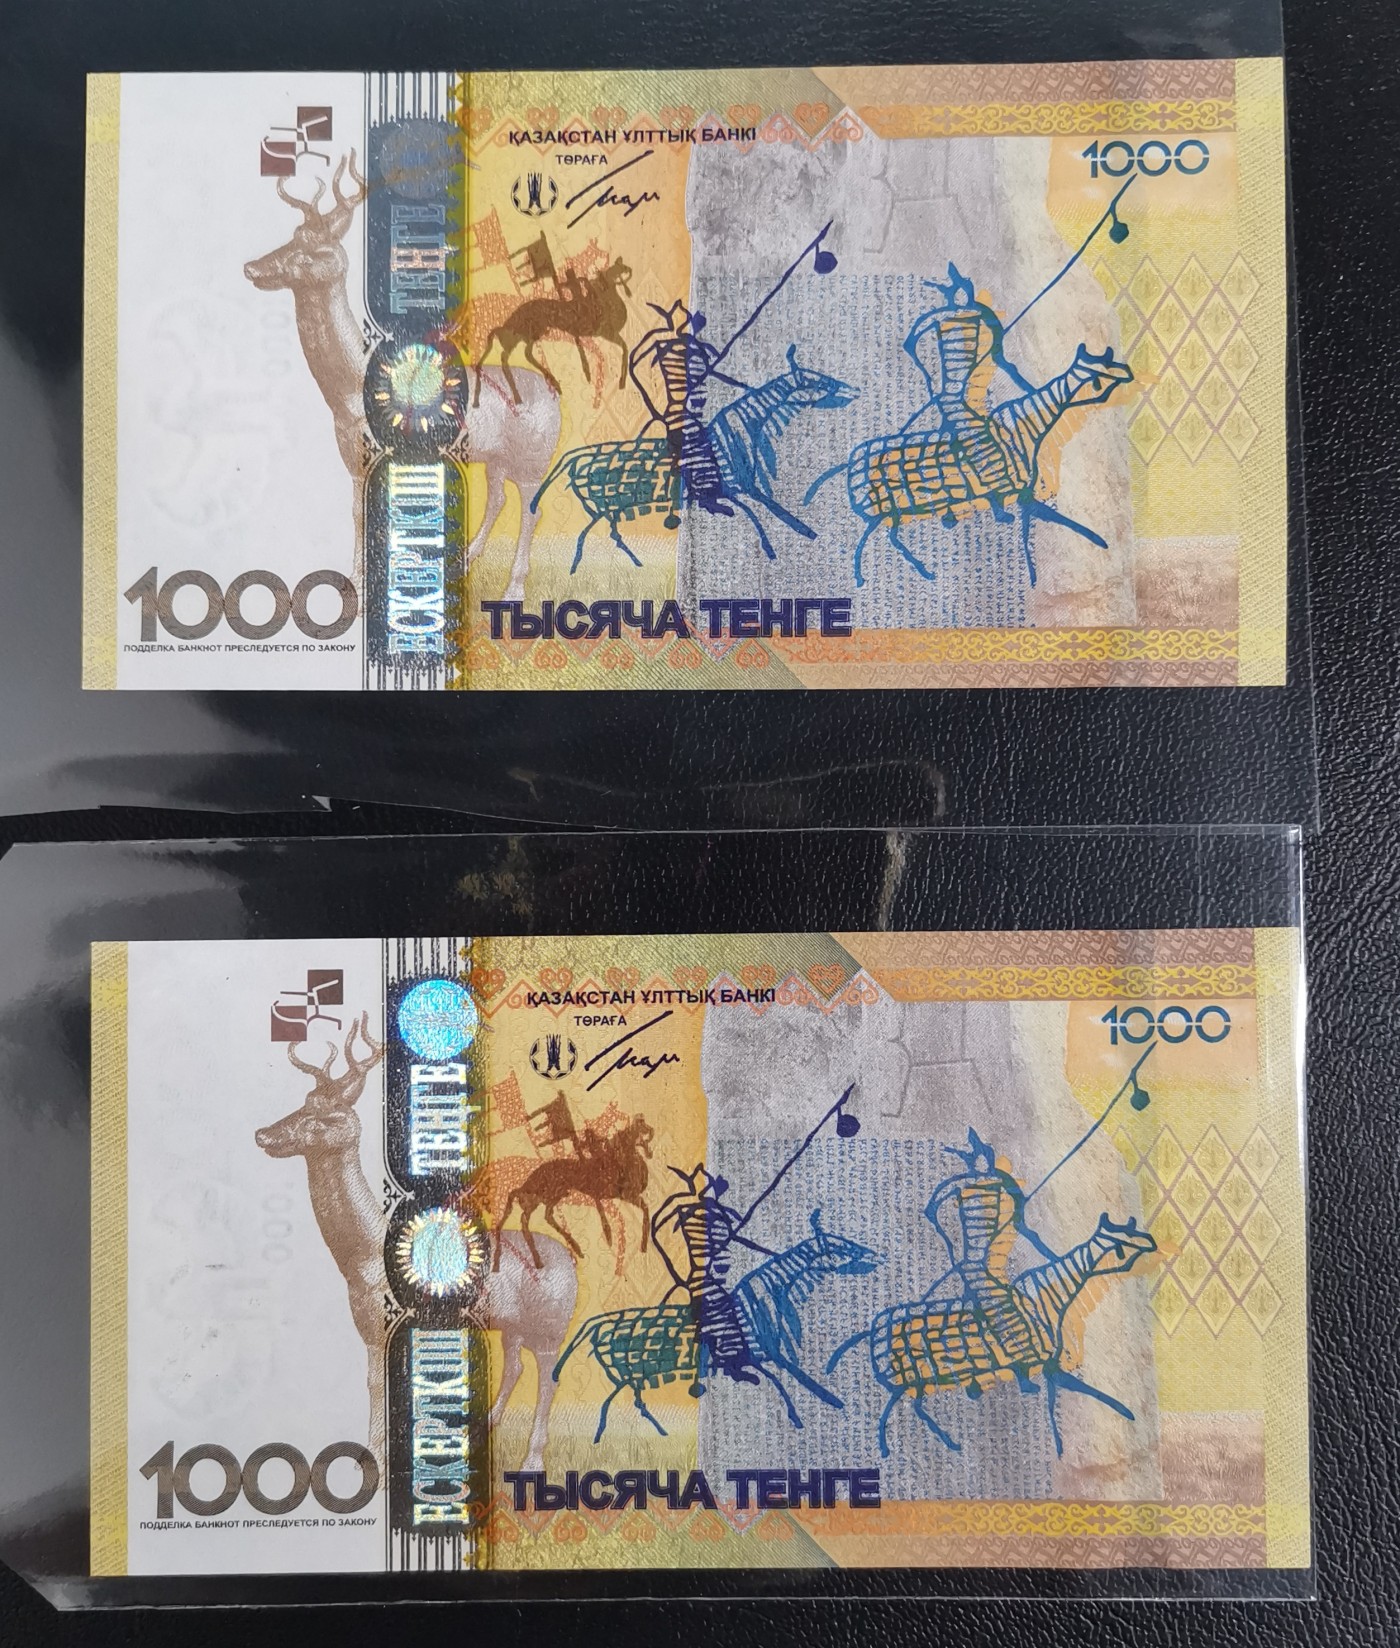 ҚАЗАҚСТАН ҰЛТТЫҚ БАНКІ
ТӨРАҒА
1000
ТЕҢГЕ
ЕСКЕРТКІШ
1000
ПОДДЕЛКА БАНКНОТ ПРЕСЛЕДУЕТСЯ ПО ЗАКОНУ
ТЫСЯЧА ТЕНГЕ
ҚАЗАҚСТАН ҰЛТТЫҚ БАНКІ
ТӨРАҒА
1000
ТЕҢГЕ
ЕСКЕРТКІШ
1000
ПОДДЕЛКА БАНКНОТ ПРЕСЛЕДУЕТСЯ ПО ЗАКОНУ
ТЫСЯЧА ТЕНГЕ